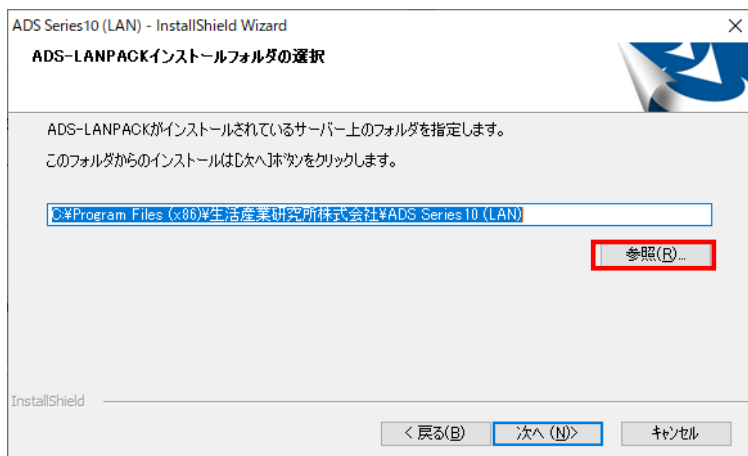 ADS Series10 (LAN) - InstallShield Wizard
ADS-LANPACKインストールフォルダの選択
ADS-LANPACKがインストールされているサーバー上のフォルダを指定します。
このフォルダからのインストールは[次へ]ボタンをクリックします。
C:¥Program Files (x86)¥生活産業研究所株式会社¥ADS Series10 (LAN)
参照(R)...
InstallShield
< 戻る(B)
次へ (N)>
キャンセル